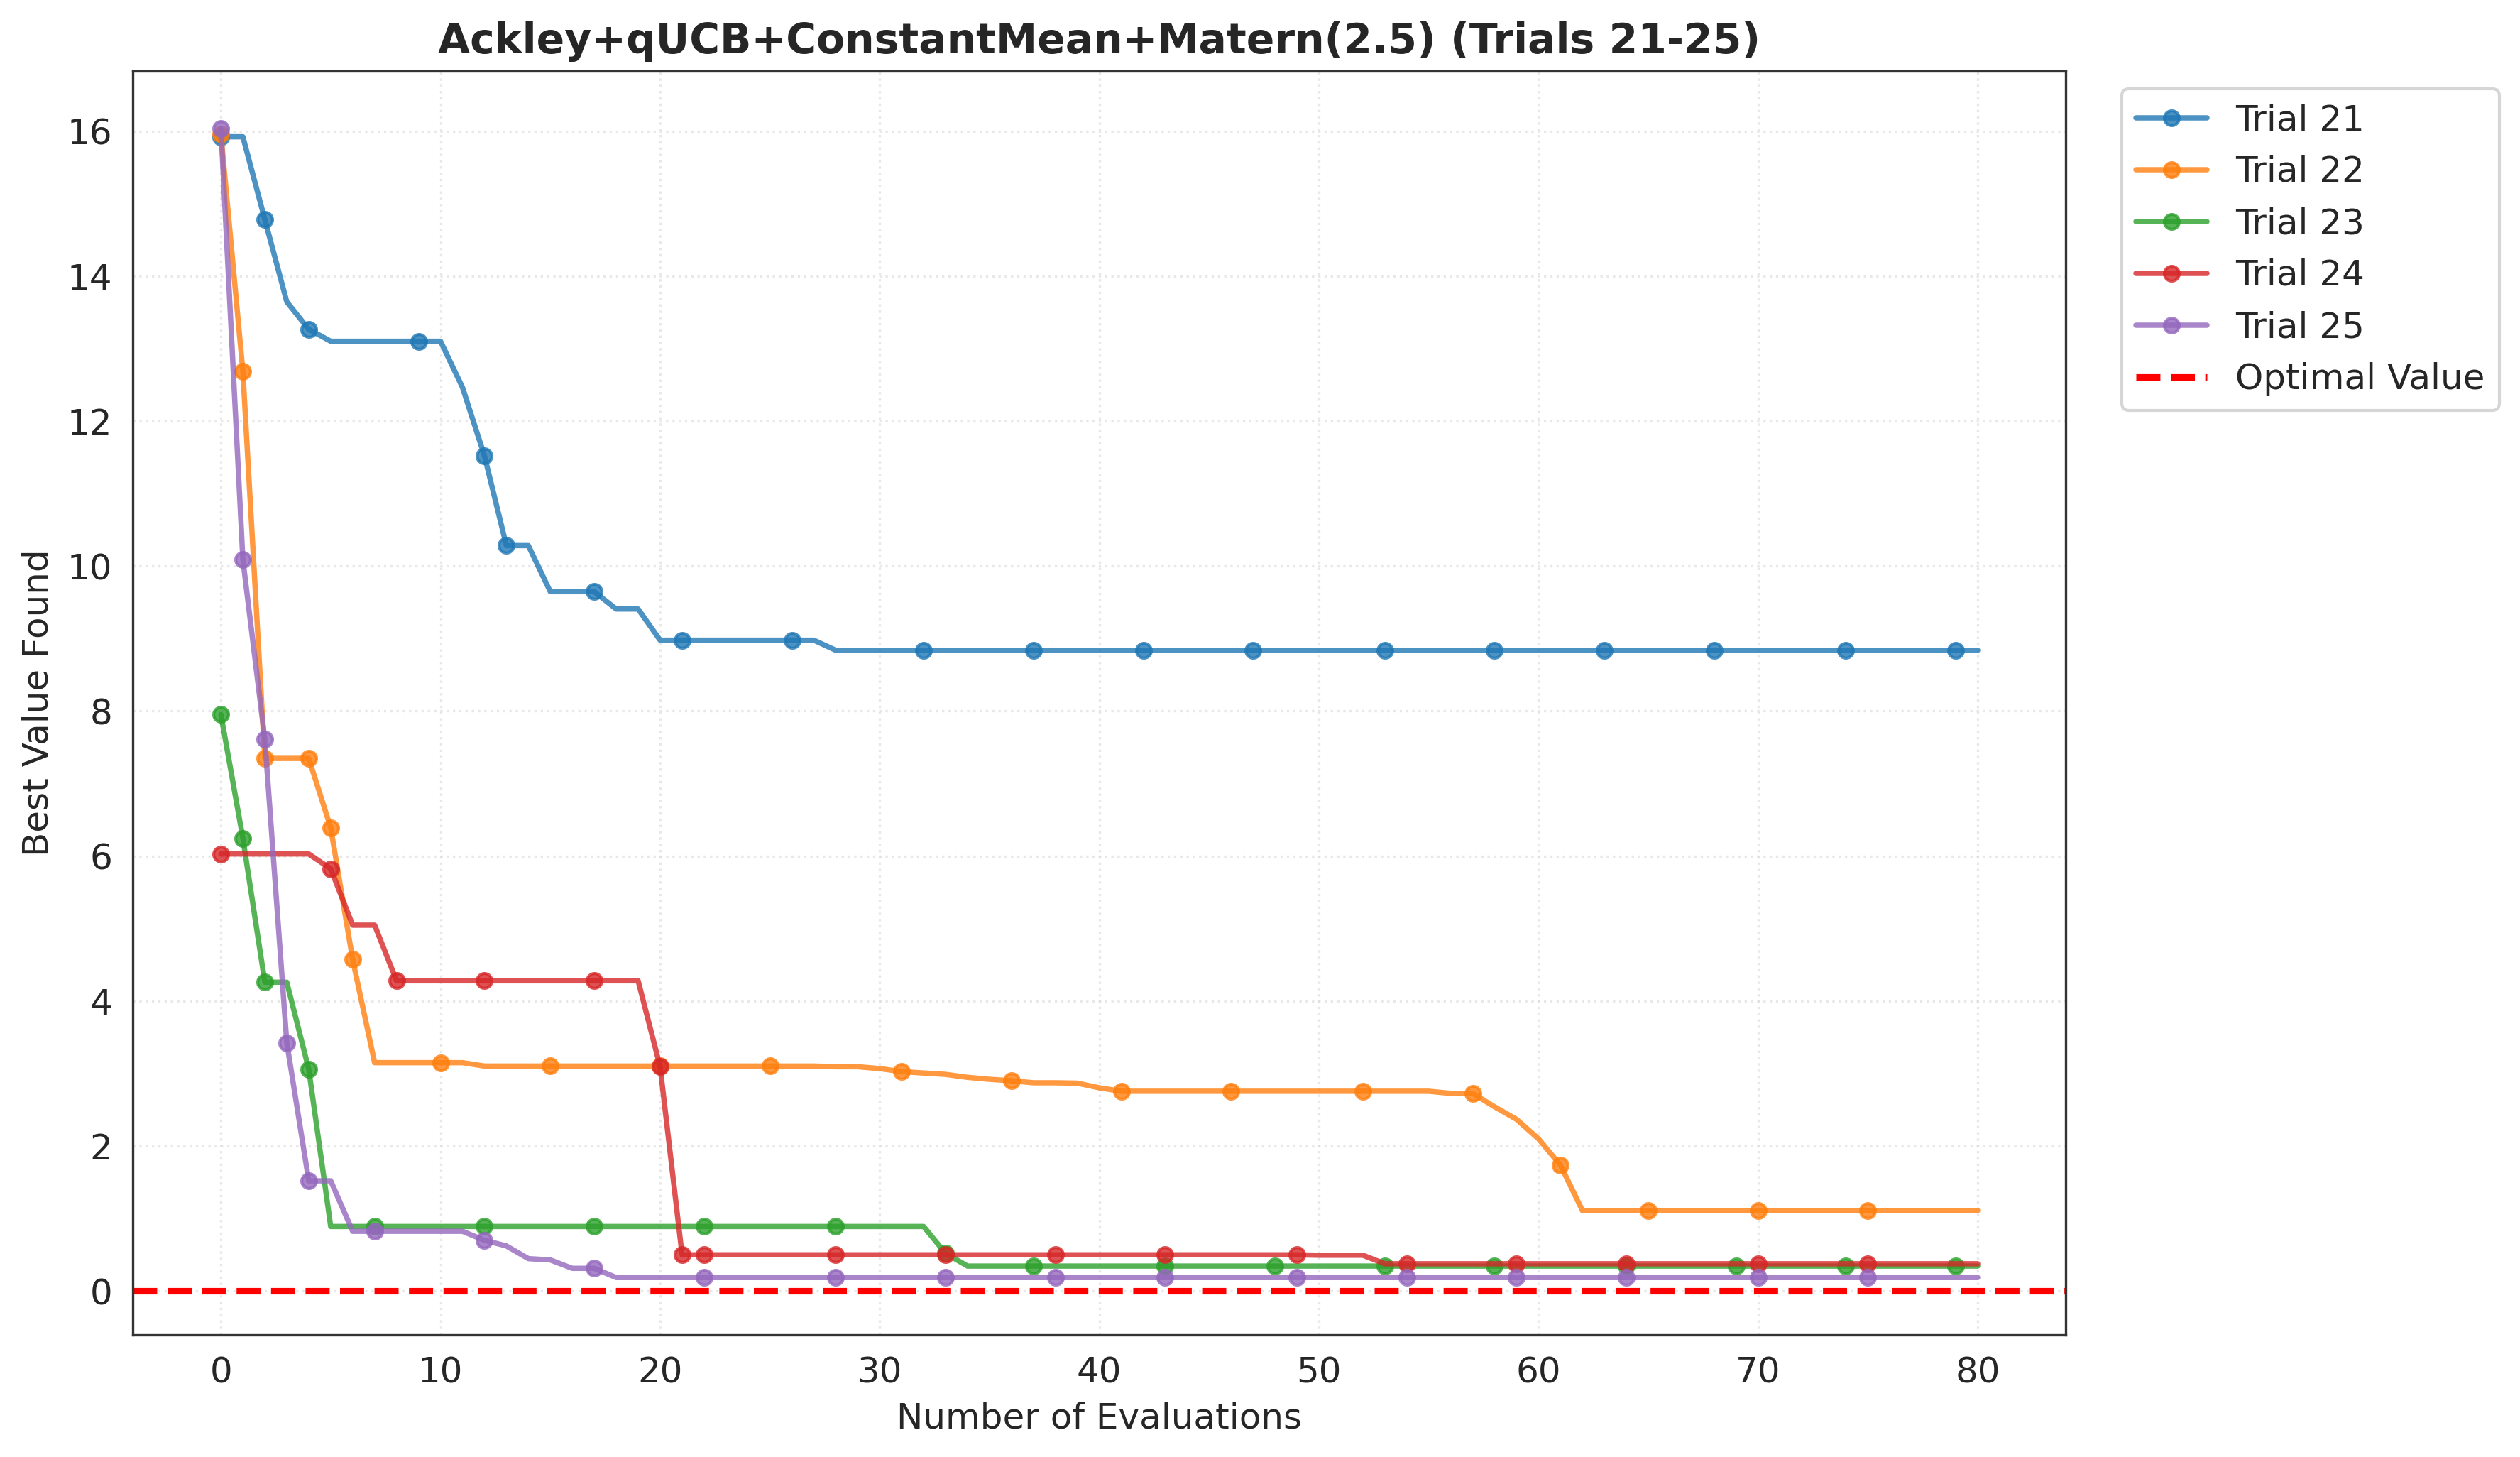 Ackley+qUCB+ConstantMean+Matern(2.5) (Trials 21-25)
Best Value Found
16
14
12
10
8
6
4
2
0
0 10 20 30 40 50 60 70 80
Number of Evaluations
Trial 21
Trial 22
Trial 23
Trial 24
Trial 25
Optimal Value